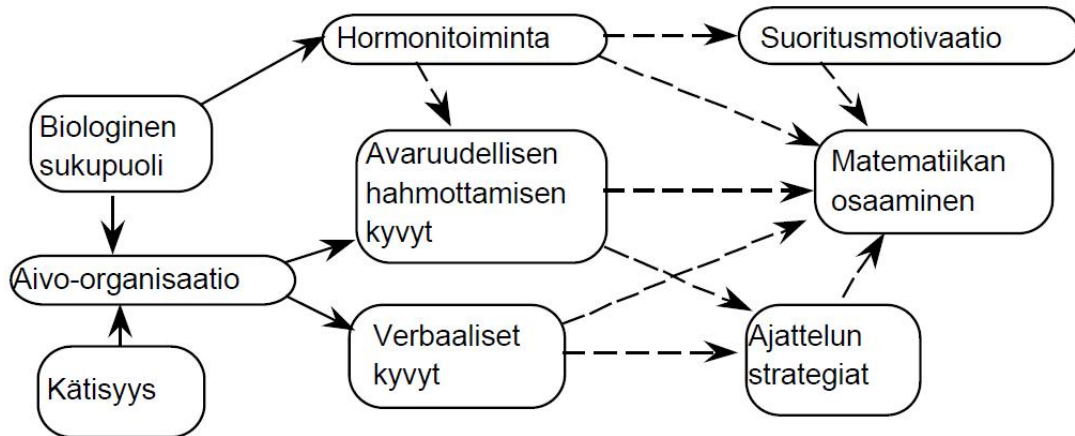 Hormonitoiminta
Suoritusmotivaatio
Biologinen
sukupuoli
Avaruudellisen
hahmottamisen
kyvyt
Matematiikan
osaaminen
Aivo-organisaatio
Verbaaliset
kyvyt
Ajattelun
strategiat
Kätisyys